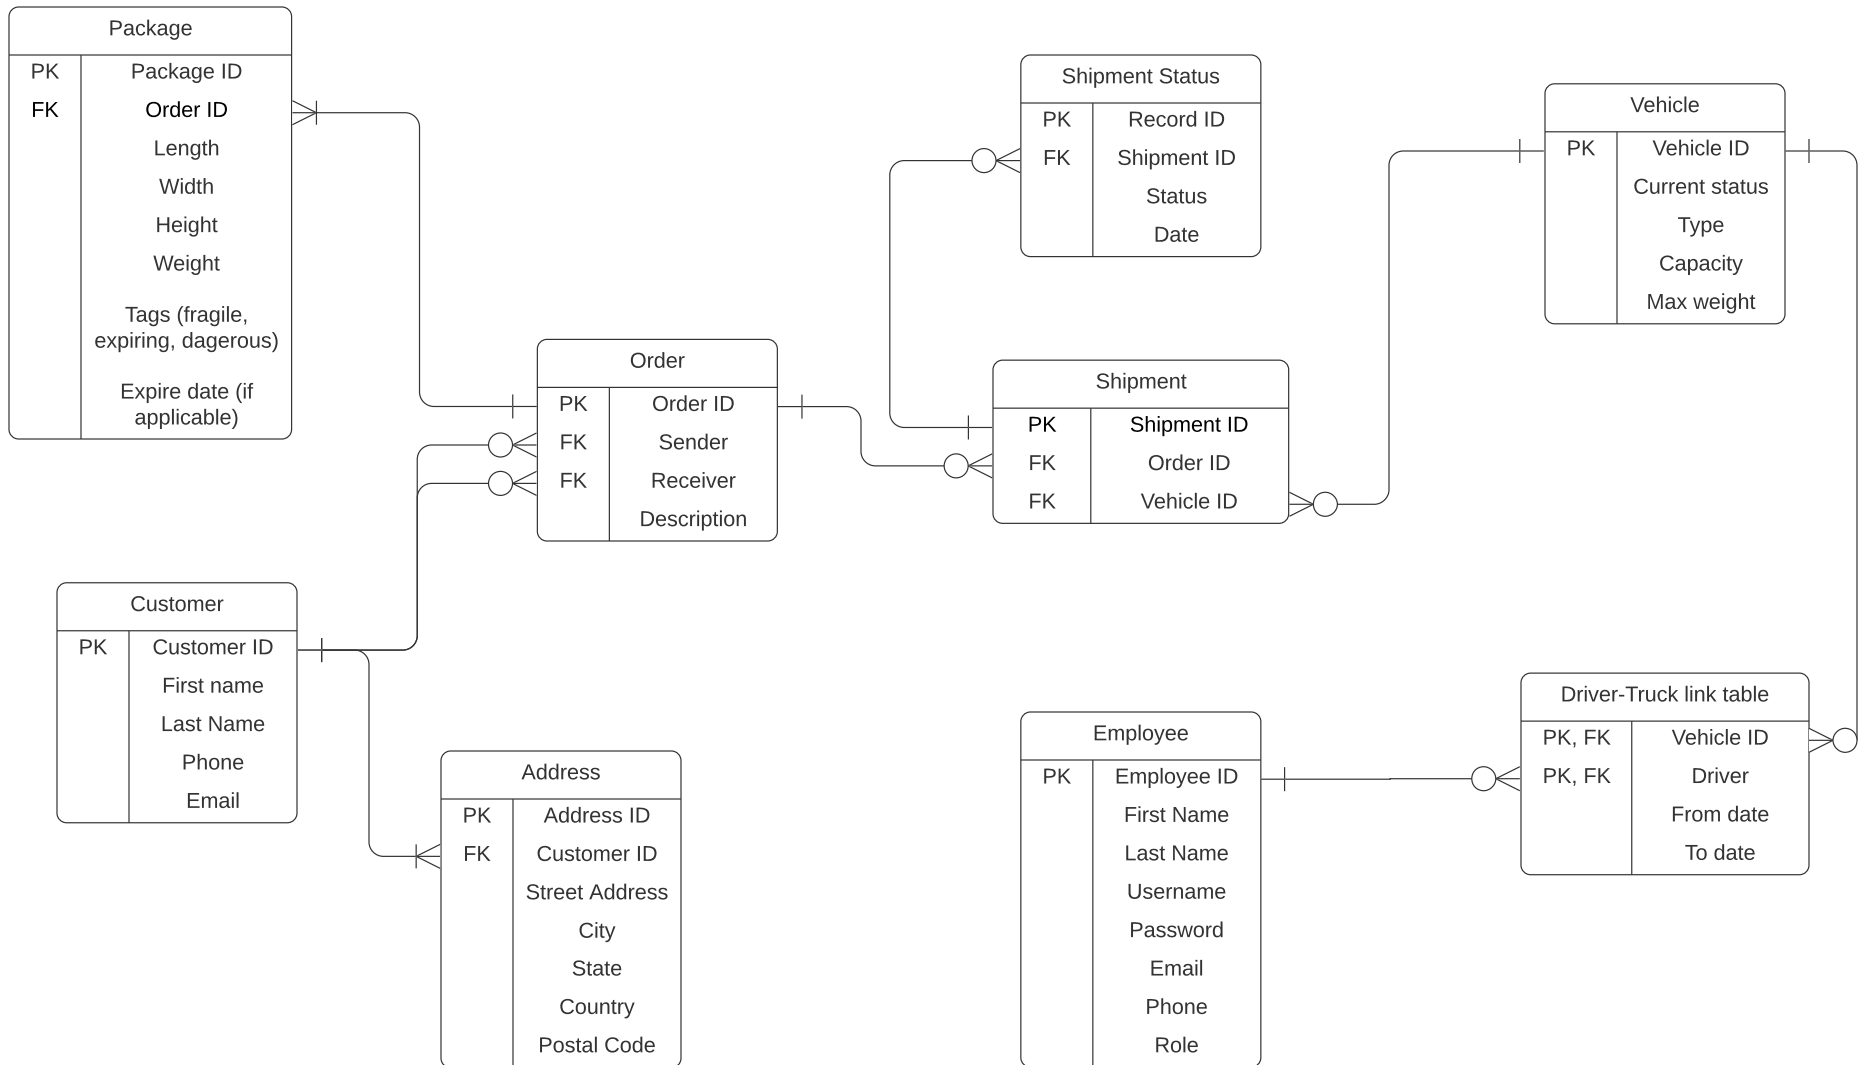 Package
PK Package ID
FK Order ID
Length
Width
Height
Weight
Tags (fragile,
expiring, dagerous)
Expire date (if
applicable)
Shipment Status
PK Record ID
FK Shipment ID
Status
Date
Vehicle
PK Vehicle ID
Current status
Type
Capacity
Max weight
Order
PK Order ID
FK Sender
FK Receiver
Description
Shipment
PK Shipment ID
FK Order ID
FK Vehicle ID
Customer
PK Customer ID
First name
Last Name
Phone
Email
Address
PK Address ID
FK Customer ID
Street Address
City
State
Country
Postal Code
Employee
PK Employee ID
First Name
Last Name
Username
Password
Email
Phone
Role
Driver-Truck link table
PK, FK Vehicle ID
PK, FK Driver
From date
To date